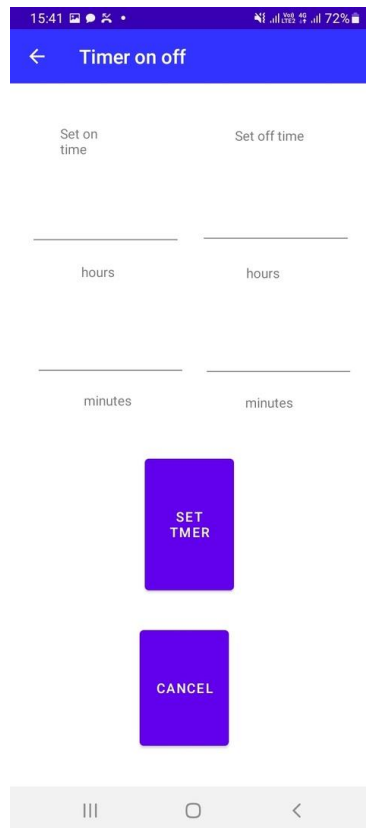 15:41 72%
Timer on off
Set on
time
Set off time
hours hours
minutes minutes
SET
TMER
CANCEL